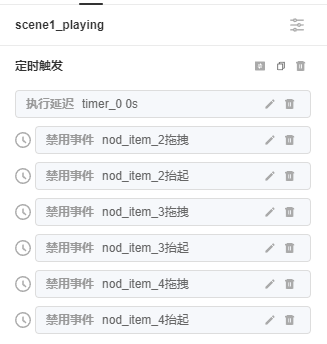 scene1_playing
定时触发
执行延迟 timer_0 0s
禁用事件 nod_item_2拖拽
禁用事件 nod_item_2抬起
禁用事件 nod_item_3拖拽
禁用事件 nod_item_3抬起
禁用事件 nod_item_4拖拽
禁用事件 nod_item_4抬起